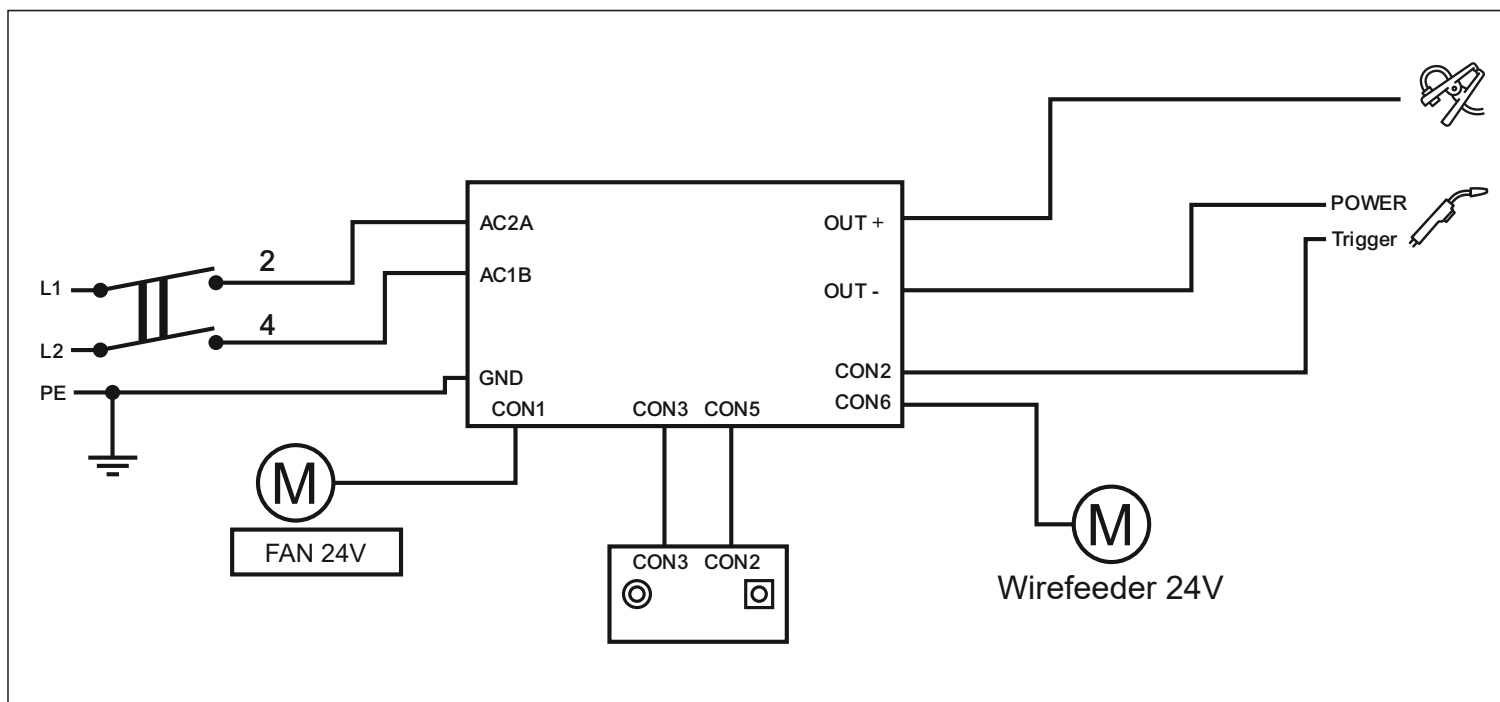 POWER
Trigger
AC2A
OUT +
2
AC1B
L1
OUT -
4
L2
CON2
GND
PE
CON6
CON1
CON3 CON5
M
M
FAN 24V
CON3 CON2
Wirefeeder 24V